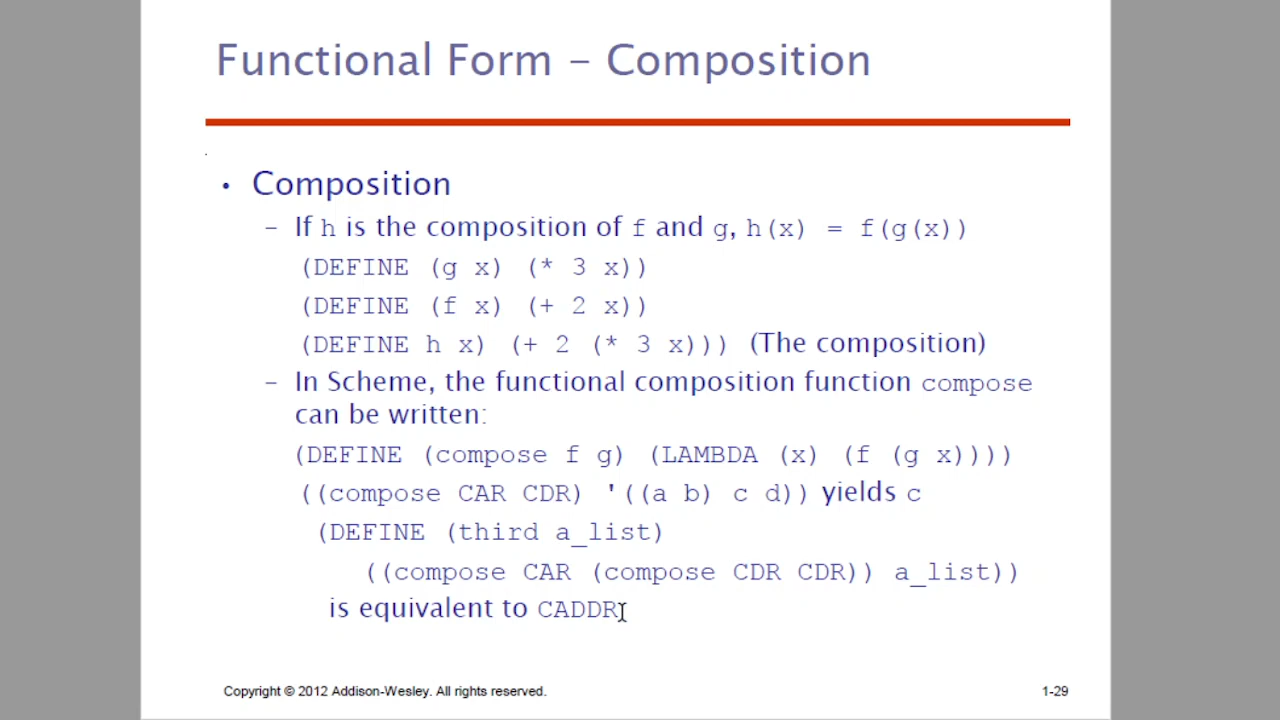 Functional Form – Composition
• Composition
– If h is the composition of f and g, h(x) = f(g(x))
(DEFINE (g x) (* 3 x))
(DEFINE (f x) (+ 2 x))
(DEFINE h x) (+ 2 (* 3 x))) (The composition)
– In Scheme, the functional composition function compose
can be written:
(DEFINE (compose f g) (LAMBDA (x) (f (g x))))
((compose CAR CDR) '((a b) c d)) yields c
(DEFINE (third a_list)
((compose CAR (compose CDR CDR)) a_list))
is equivalent to CADDR
Copyright © 2012 Addison-Wesley. All rights reserved.
1-29